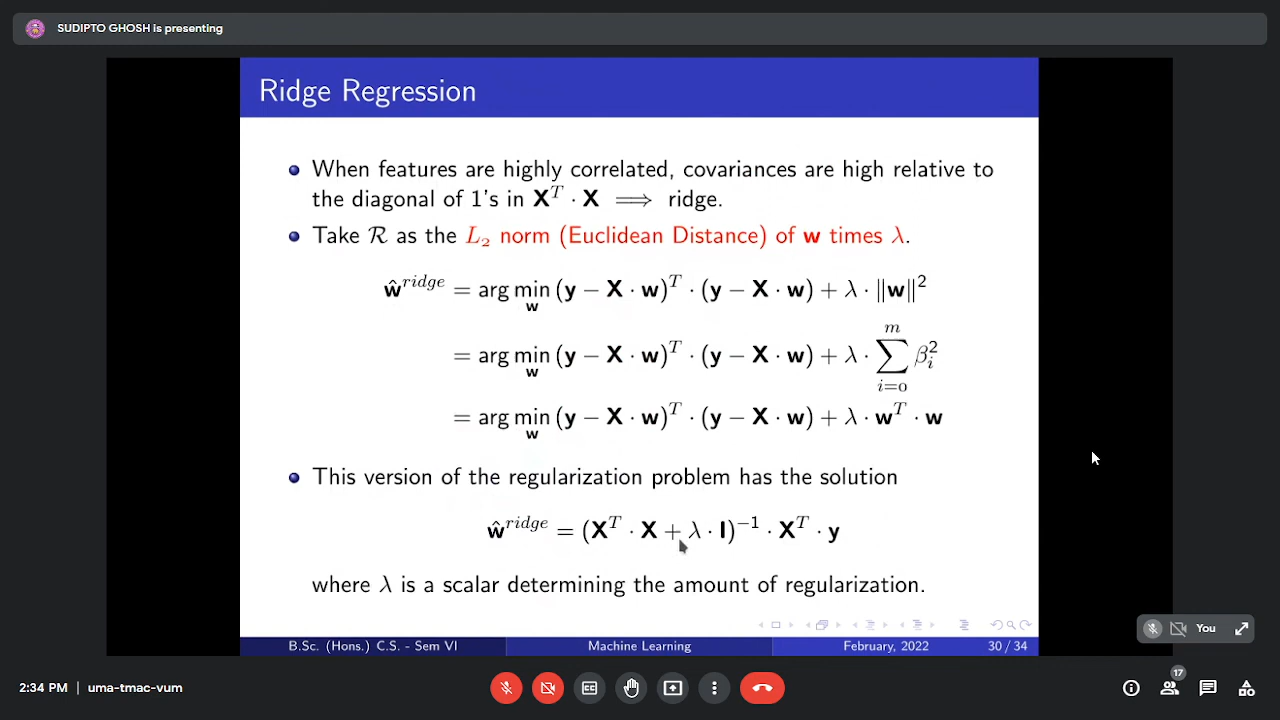 SUDIPTO GHOSH is presenting
Ridge Regression
When features are highly correlated, covariances are high relative to
the diagonal of 1's in X^T · X ⟹ ridge.
Take ℛ as the L₂ norm (Euclidean Distance) of w times λ.
ŵ^ridge = arg min_w (y − X · w)^T · (y − X · w) + λ · ‖w‖²
= arg min_w (y − X · w)^T · (y − X · w) + λ · ∑_{i=0}^{m} β_i²
= arg min_w (y − X · w)^T · (y − X · w) + λ · w^T · w
This version of the regularization problem has the solution
ŵ^ridge = (X^T · X + λ · I)^−1 · X^T · y
where λ is a scalar determining the amount of regularization.
B.Sc. (Hons.) C.S. - Sem VI Machine Learning February, 2022 30 / 34
You
2:34 PM | uma-tmac-vum
17